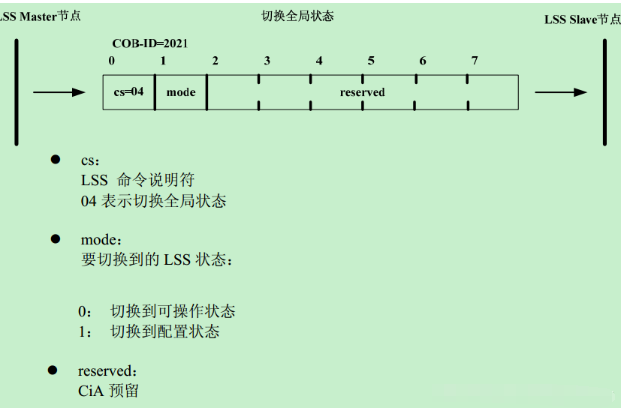 LSS Master节点 切换全局状态 LSS Slave节点
COB-ID=2021
0 1 2 3 4 5 6 7
cs=04 mode reserved
● cs：
LSS 命令说明符
04 表示切换全局状态
● mode：
要切换到的 LSS 状态：
0： 切换到可操作状态
1： 切换到配置状态
● reserved：
CiA 预留